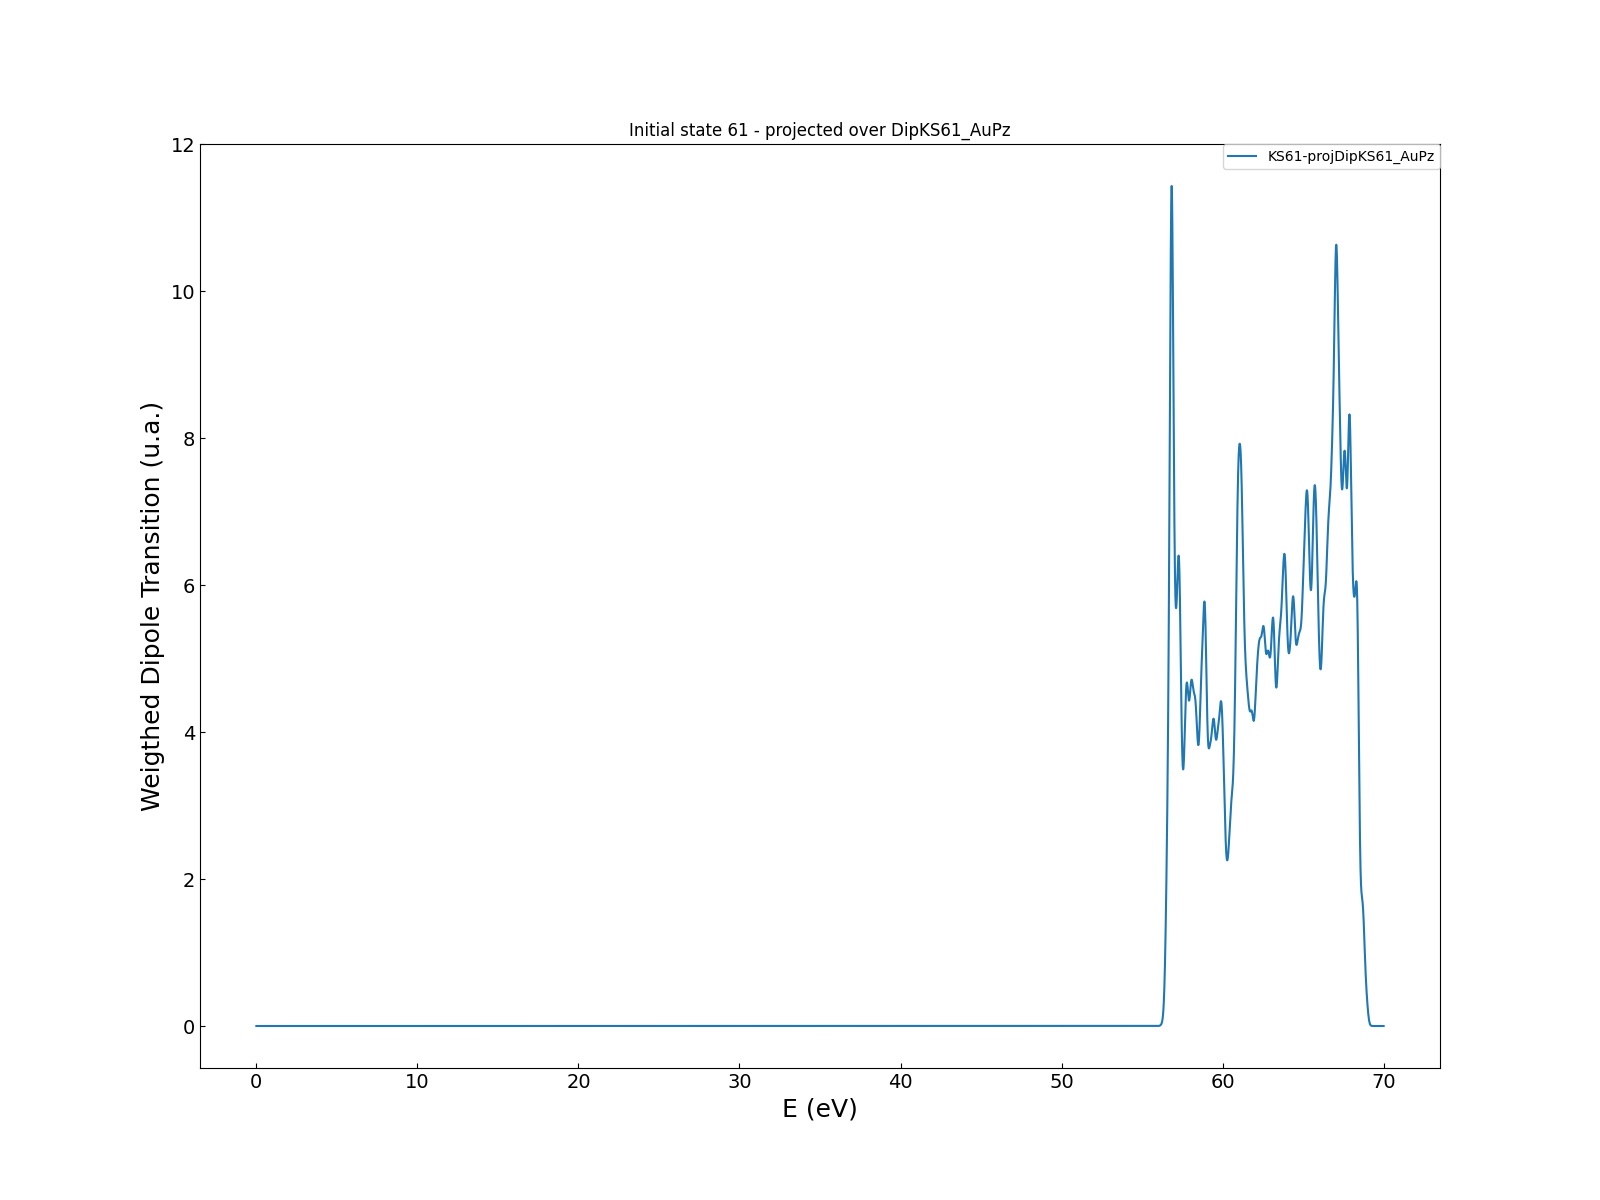 Initial state 61 - projected over DipKS61_AuPz
KS61-projDipKS61_AuPz
Weigthed Dipole Transition (u.a.)
12
10
8
6
4
2
0
0 10 20 30 40 50 60 70
E (eV)